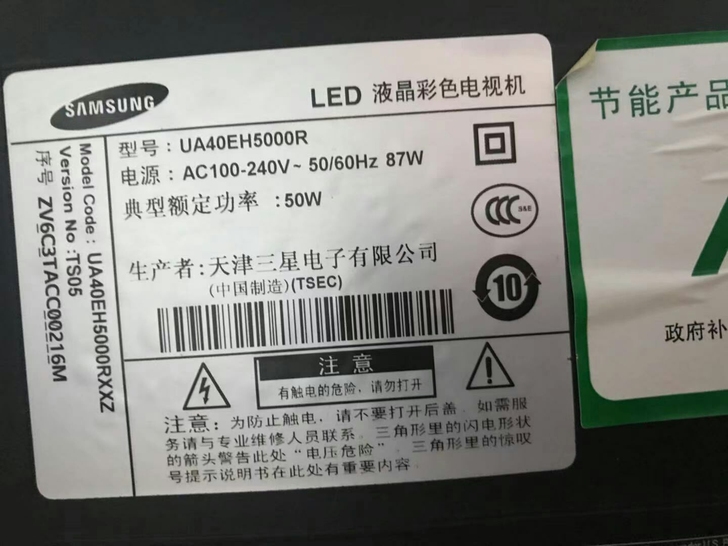 SAMSUNG
LED 液晶彩色电视机
型号：UA40EH5000R
电源：AC100-240V~ 50/60Hz 87W
典型额定功率：50W
CCC S&E
10
生产者:天津三星电子有限公司
(中国制造)(TSEC)
Model Code : UA40EH5000RXXZ
Version No :TS05
序号 ZV6C3TACC00216M
注意
有触电的危险，请勿打开
注意：为防止触电，请不要打开后盖。如需服
务请与专业维修人员联系。三角形里的闪电形状
的箭头警告此处“电压危险”。三角形里的惊叹
号提示说明书在此处有重要内容。
节能产品
政府补